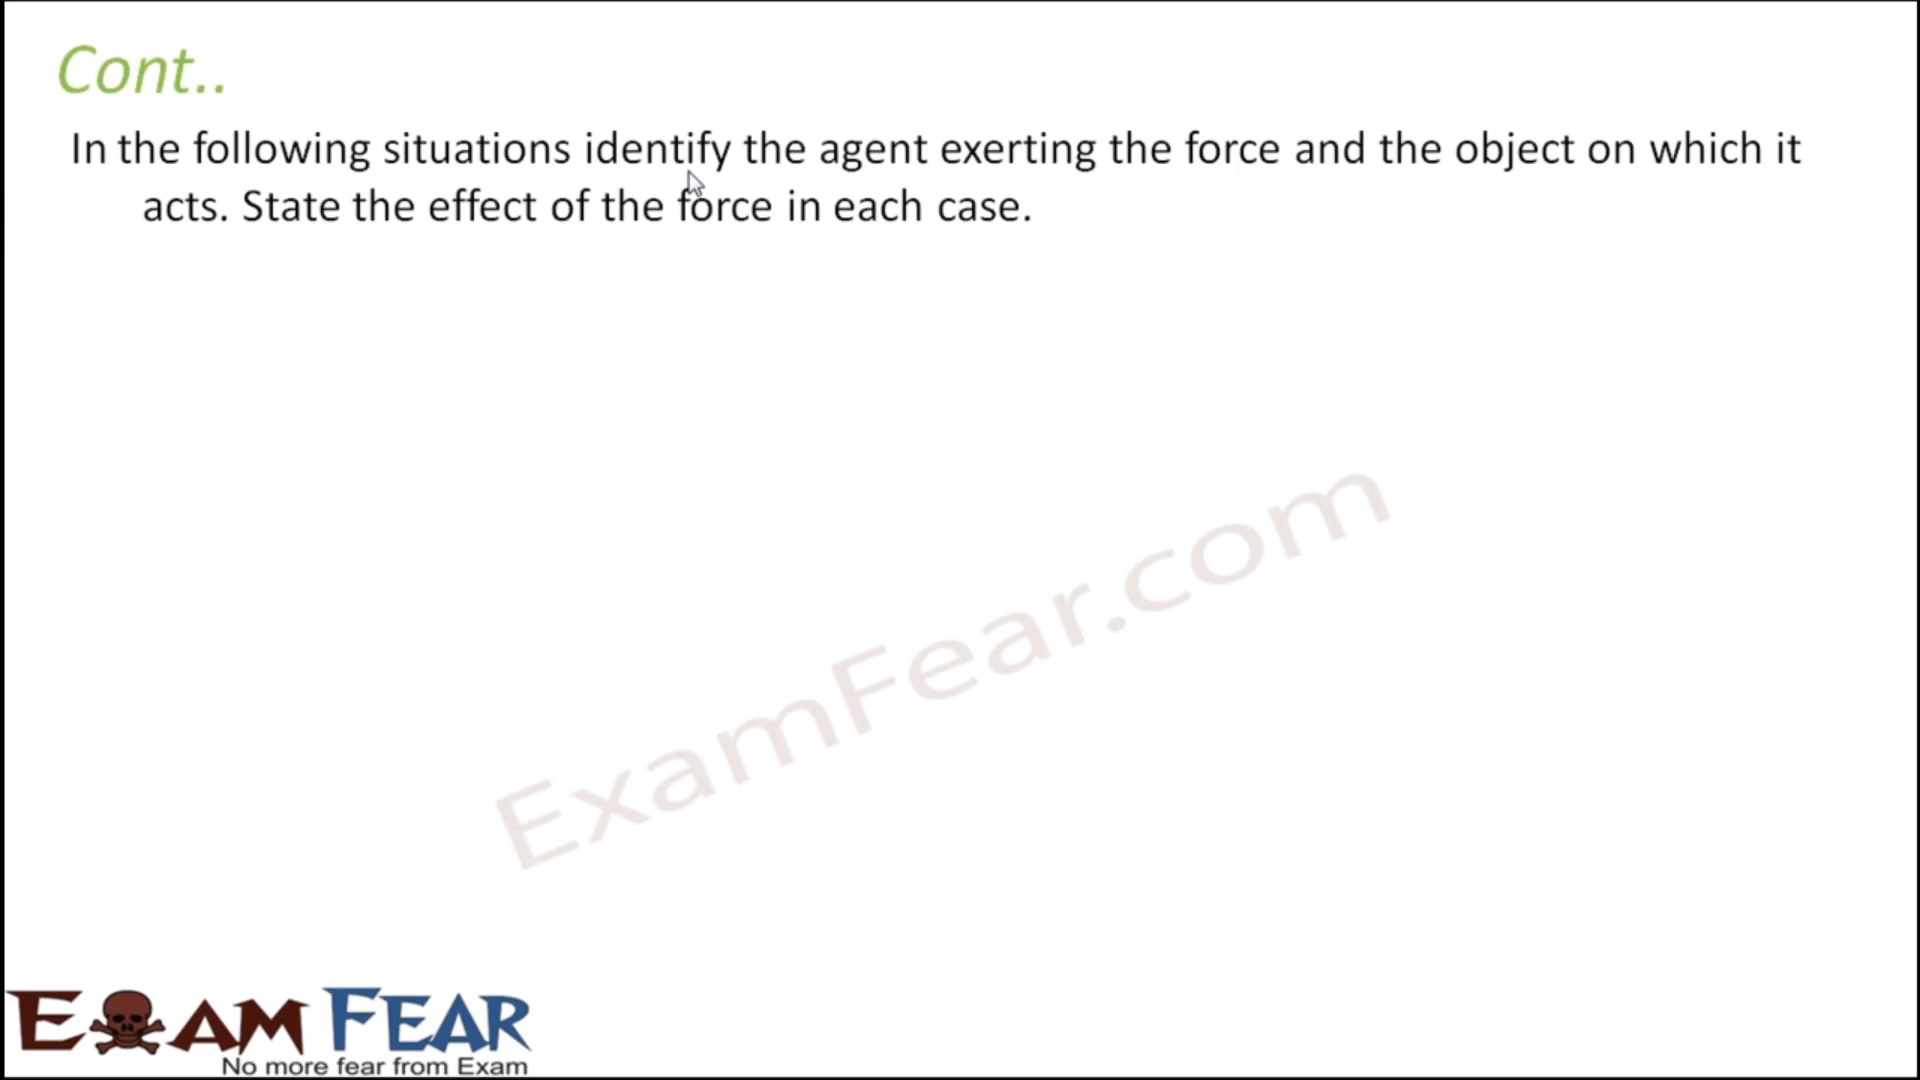 Cont..
In the following situations identify the agent exerting the force and the object on which it
acts. State the effect of the force in each case.
ExamFear.com
EXAM FEAR
No more fear from Exam